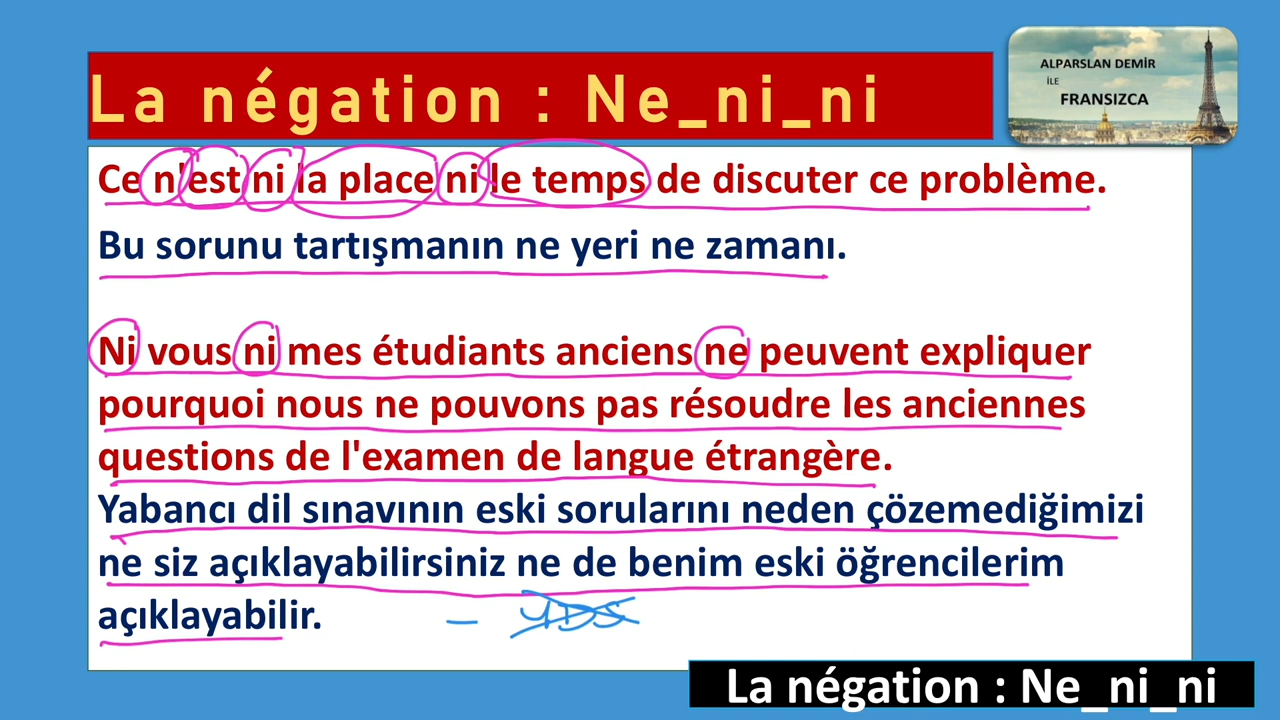 La négation : Ne_ni_ni
ALPARSLAN DEMİR
İLE
FRANSIZCA
Ce n'est ni la place ni le temps de discuter ce problème.
Bu sorunu tartışmanın ne yeri ne zamanı.
Ni vous ni mes étudiants anciens ne peuvent expliquer
pourquoi nous ne pouvons pas résoudre les anciennes
questions de l'examen de langue étrangère.
Yabancı dil sınavının eski sorularını neden çözemediğimizi
ne siz açıklayabilirsiniz ne de benim eski öğrencilerim
açıklayabilir.
– YDS
La négation : Ne_ni_ni